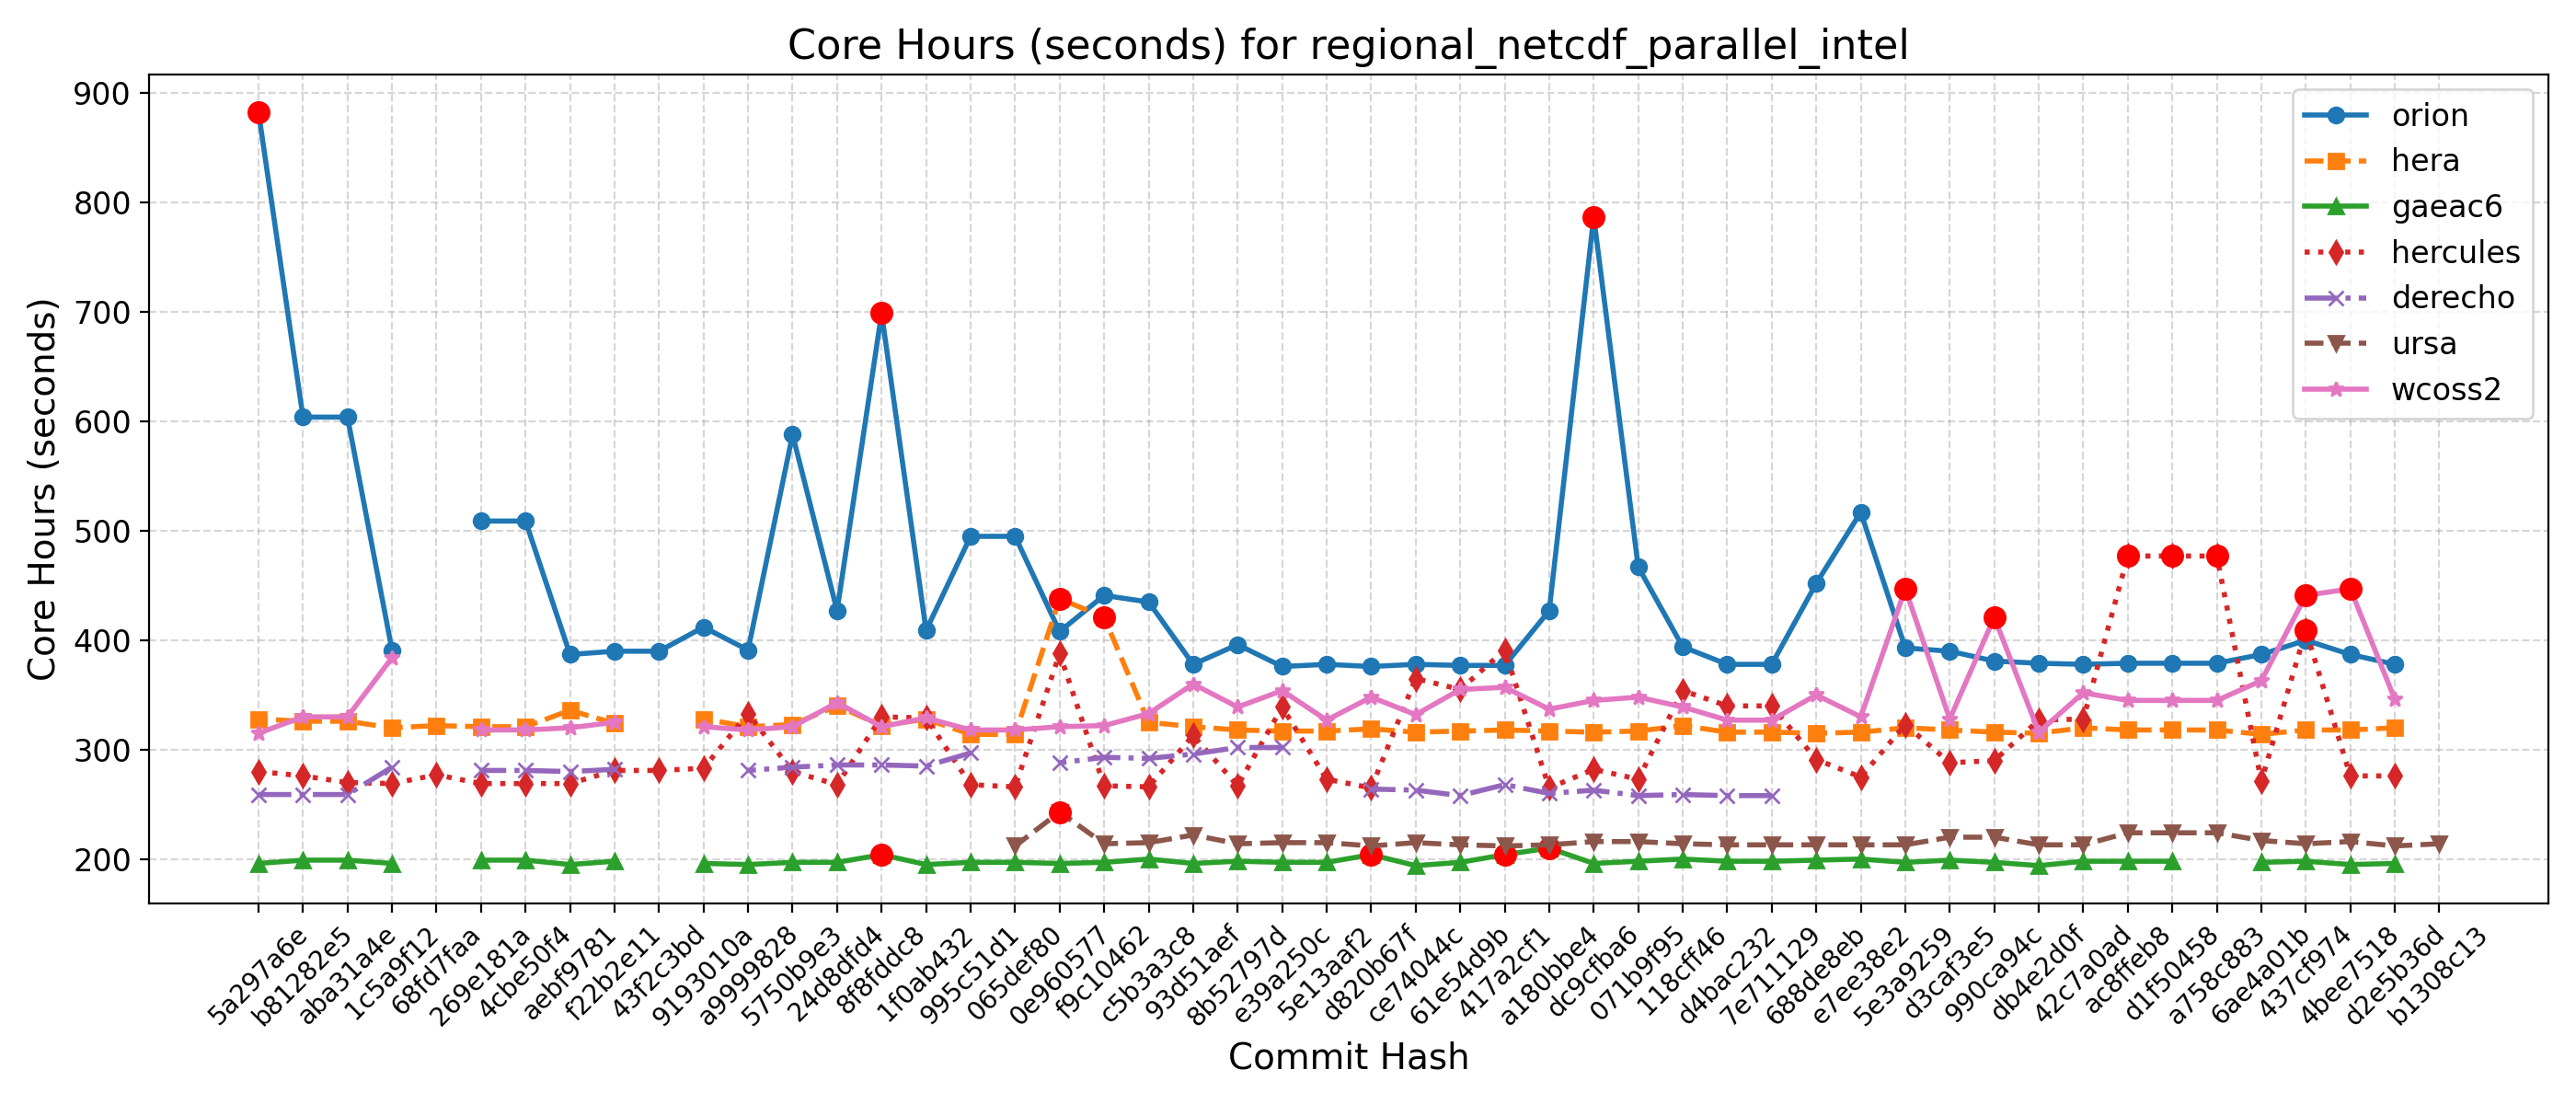 Core Hours (seconds) for regional_netcdf_parallel_intel
Core Hours (seconds)
900
800
700
600
500
400
300
200
orion
hera
gaeac6
hercules
derecho
ursa
wcoss2
5a297a6e
b81282e5
aba31a4e
1c5a9f12
68fd7faa
269e181a
4cbe50f4
aebf9781
f22b2e11
43f2c3bd
9193010a
a9999828
5750b9e3
24d8dfd4
8f8fddc8
1f0ab432
995c51d1
065def80
0e960577
f9c10462
c5b3a3c8
93d51aef
8b52797d
e39a250c
5e13aaf2
d820b67f
ce74044c
61e54d9b
417a2cf1
a180bbe4
dc9cfba6
071b9f95
118cff46
d4bac232
7e711129
688de8eb
e7ee38e2
5e3a9259
d3caf3e5
990ca94c
db4e2d0f
42c7a0ad
ac8ffeb8
d1f50458
a758c883
6ae4a01b
437cf974
4bee7518
d2e5b36d
b1308c13
Commit Hash